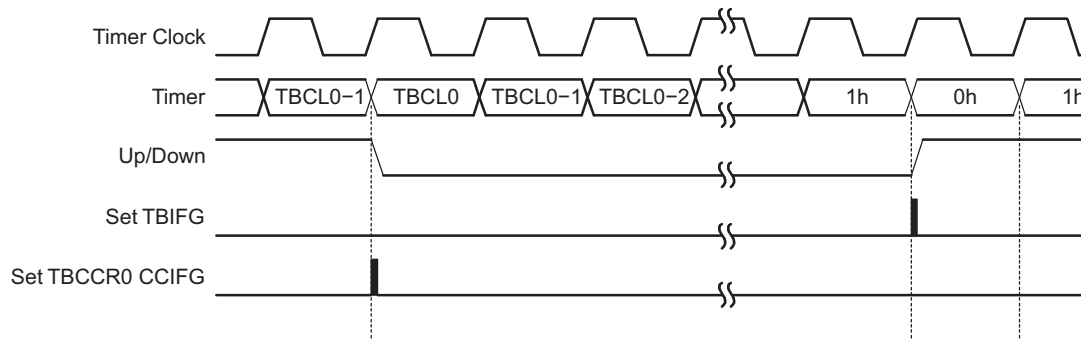 Timer Clock
Timer TBCL0−1 TBCL0 TBCL0−1 TBCL0−2 1h 0h 1h
Up/Down
Set TBIFG
Set TBCCR0 CCIFG